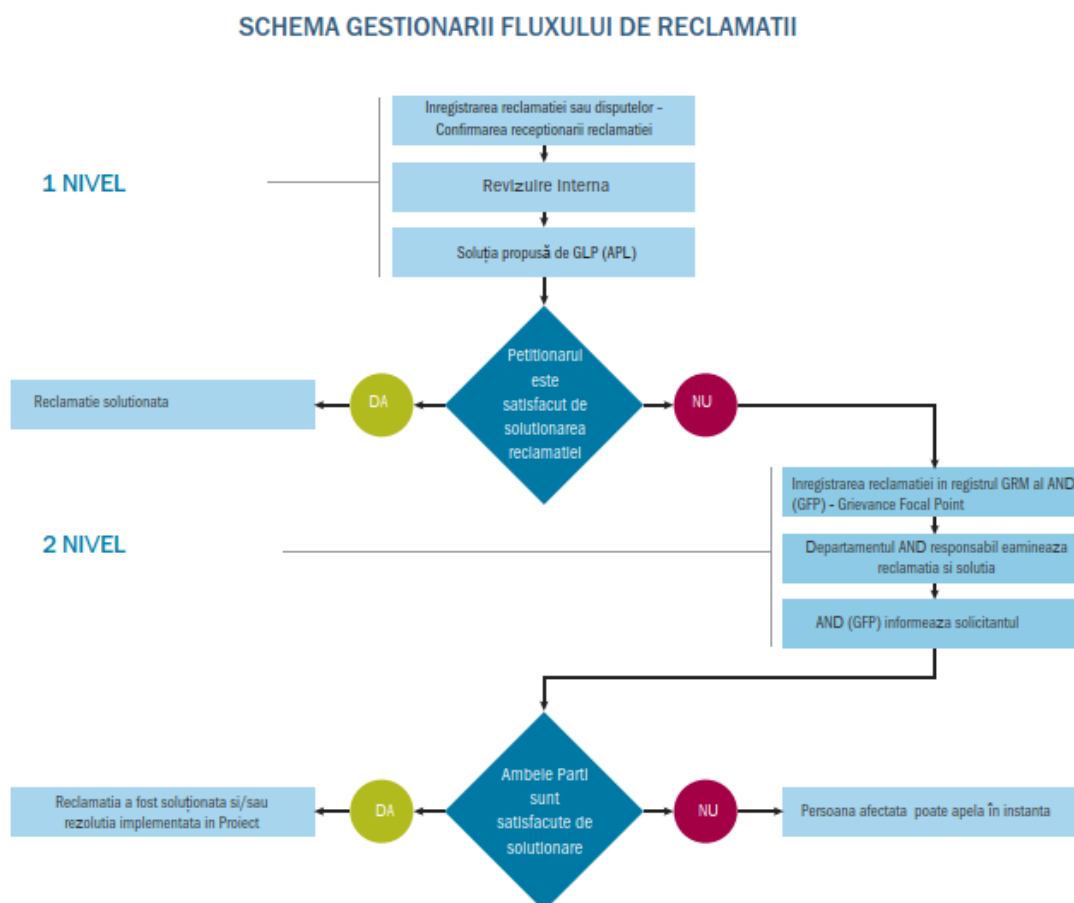 SCHEMA GESTIONARII FLUXULUI DE RECLAMATII
Inregistrarea reclamatiei sau disputelor –
Confirmarea receptionarii reclamatiei
1 NIVEL
Revizuire interna
Soluția propusă de GLP (APL)
Petitionarul
este
satisfacut de
solutionarea
reclamatiei
DA
NU
Reclamatie solutionata
Inregistrarea reclamatiei in registrul GRM al AND
(GFP) - Grievance Focal Point
2 NIVEL
Departamentul AND responsabil eamineaza
reclamatia si solutia
AND (GFP) informeaza solicitantul
Ambele Parti
sunt
satisfacute de
solutionare
DA
NU
Reclamatia a fost soluționata si/sau
rezolutia implementata in Proiect
Persoana afectata poate apela în instanta